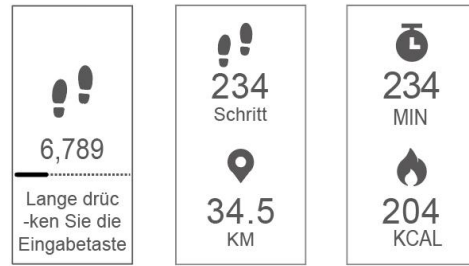 6,789
Lange drüc
-ken Sie die
Eingabetaste
234
Schritt
34.5
KM
234
MIN
204
KCAL